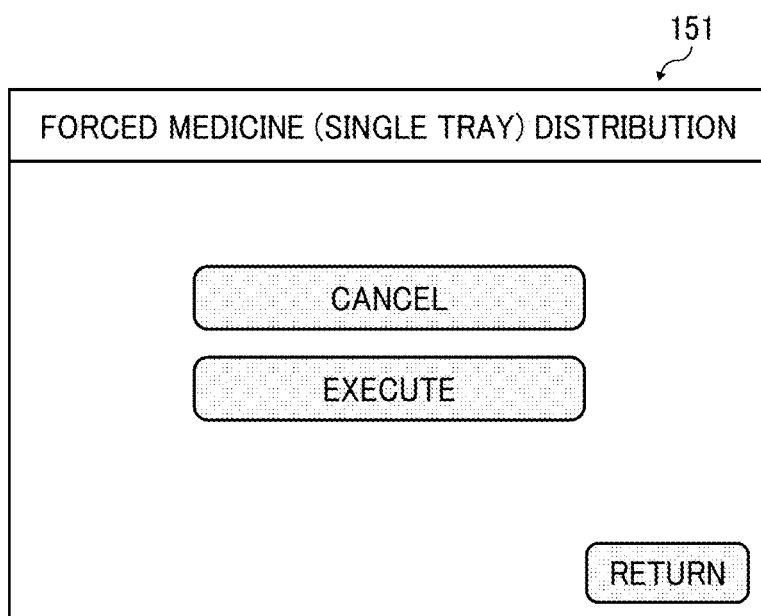 151
FORCED MEDICINE (SINGLE TRAY) DISTRIBUTION
CANCEL
EXECUTE
RETURN